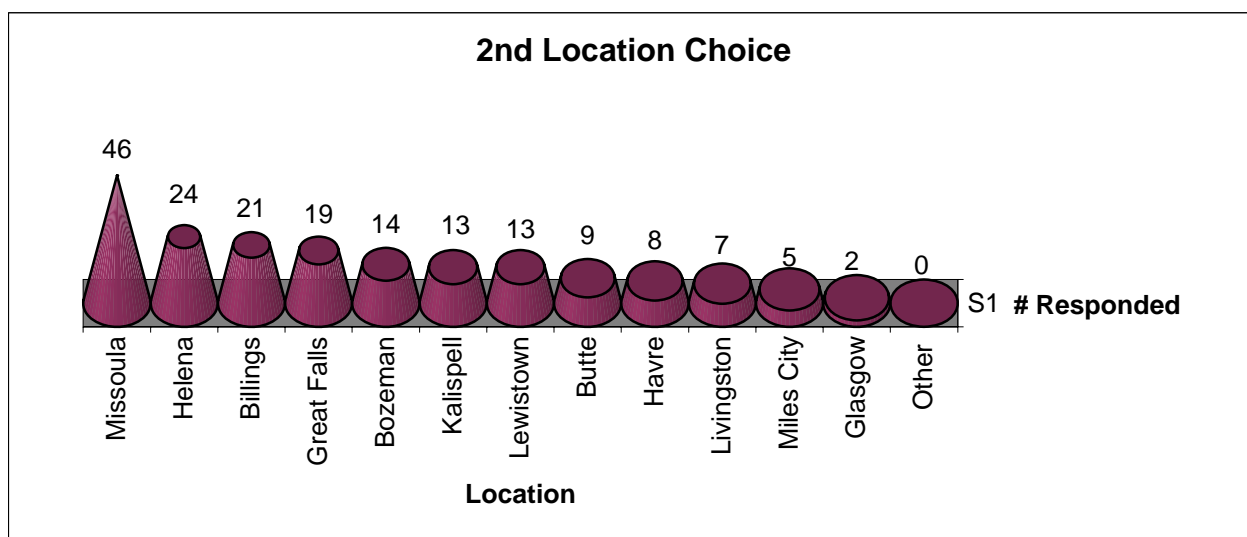 2nd Location Choice
46
24
21
19
14
13
13
9
8
7
5
2
0
S1
# Responded
Missoula
Helena
Billings
Great Falls
Bozeman
Kalispell
Lewistown
Butte
Havre
Livingston
Miles City
Glasgow
Other
Location